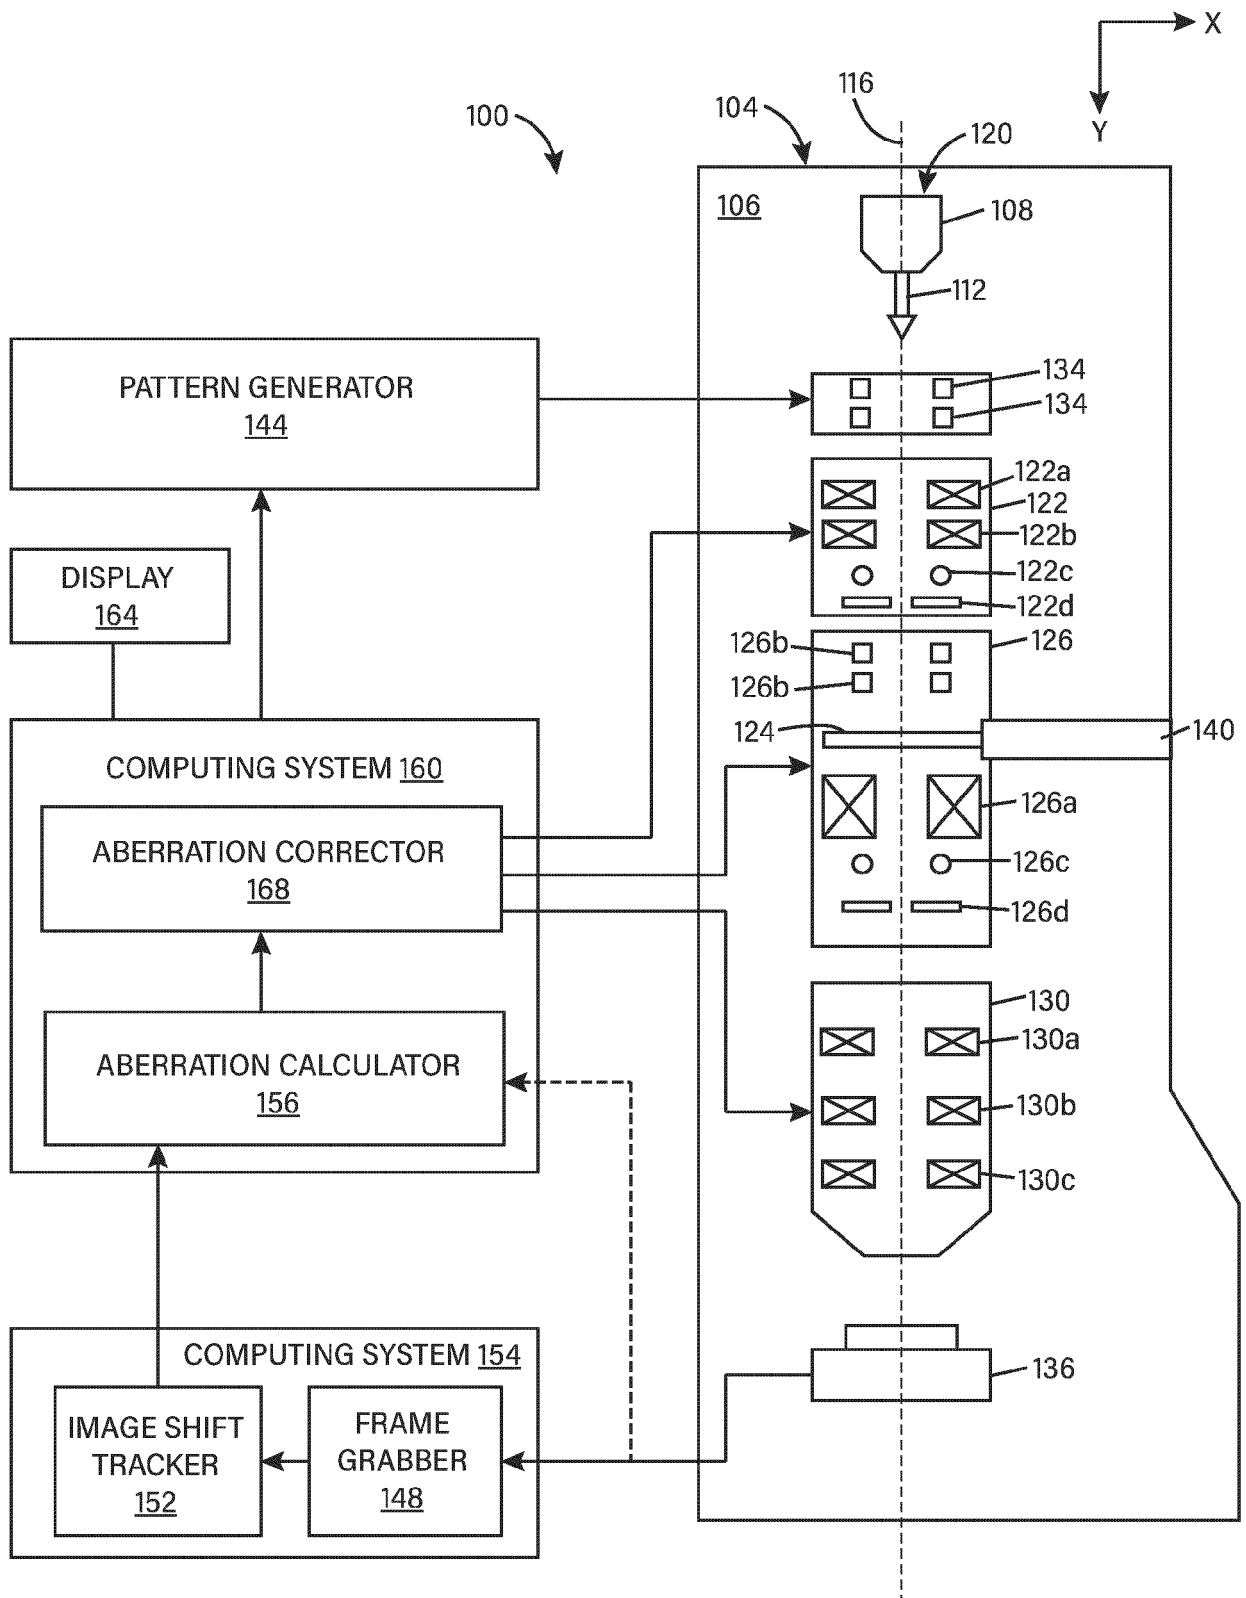 X
Y
100
104
116
120
106
108
112
PATTERN GENERATOR
144
134
134
122a
122
122b
122c
122d
DISPLAY
164
126b
126
126b
124
140
COMPUTING SYSTEM 160
126a
ABERRATION CORRECTOR
168
126c
126d
130
130a
ABERRATION CALCULATOR
156
130b
130c
COMPUTING SYSTEM 154
136
IMAGE SHIFT
TRACKER
152
FRAME
GRABBER
148